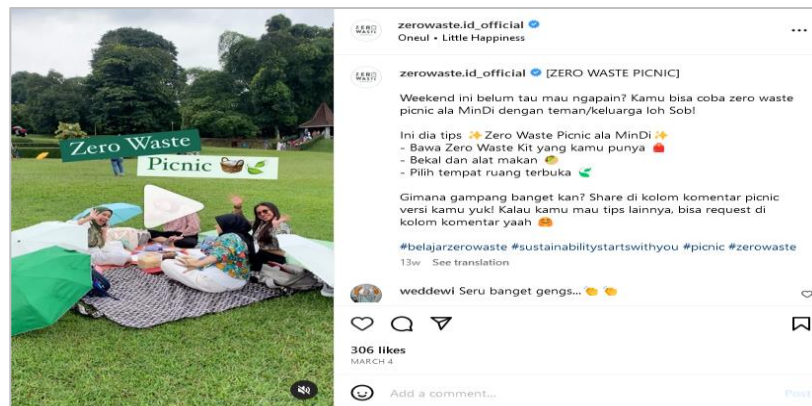 Zero Waste
Picnic
ZERO
WASTE
zerowaste.id_official
Oneul • Little Happiness
ZERO
WASTE
zerowaste.id_official [ZERO WASTE PICNIC]
Weekend ini belum tau mau ngapain? Kamu bisa coba zero waste
picnic ala MinDi dengan teman/keluarga loh Sob!
Ini dia tips ✨Zero Waste Picnic ala MinDi✨
- Bawa Zero Waste Kit yang kamu punya
- Bekal dan alat makan
- Pilih tempat ruang terbuka
Gimana gampang banget kan? Share di kolom komentar picnic
versi kamu yuk! Kalau kamu mau tips lainnya, bisa request di
kolom komentar yaah 🤗
#belajarzerowaste #sustainabilitystartswithyou #picnic #zerowaste
13w See translation
weddewi Seru banget gengs...👏 👏
306 likes
MARCH 4
Add a comment...
Post